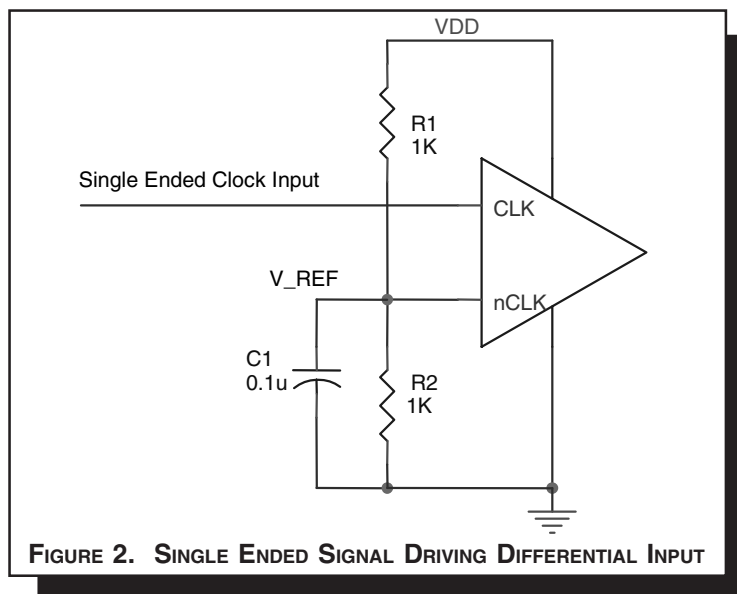 VDD
R1
1K
Single Ended Clock Input
CLK
V_REF
nCLK
C1
0.1u
R2
1K
FIGURE 2. SINGLE ENDED SIGNAL DRIVING DIFFERENTIAL INPUT